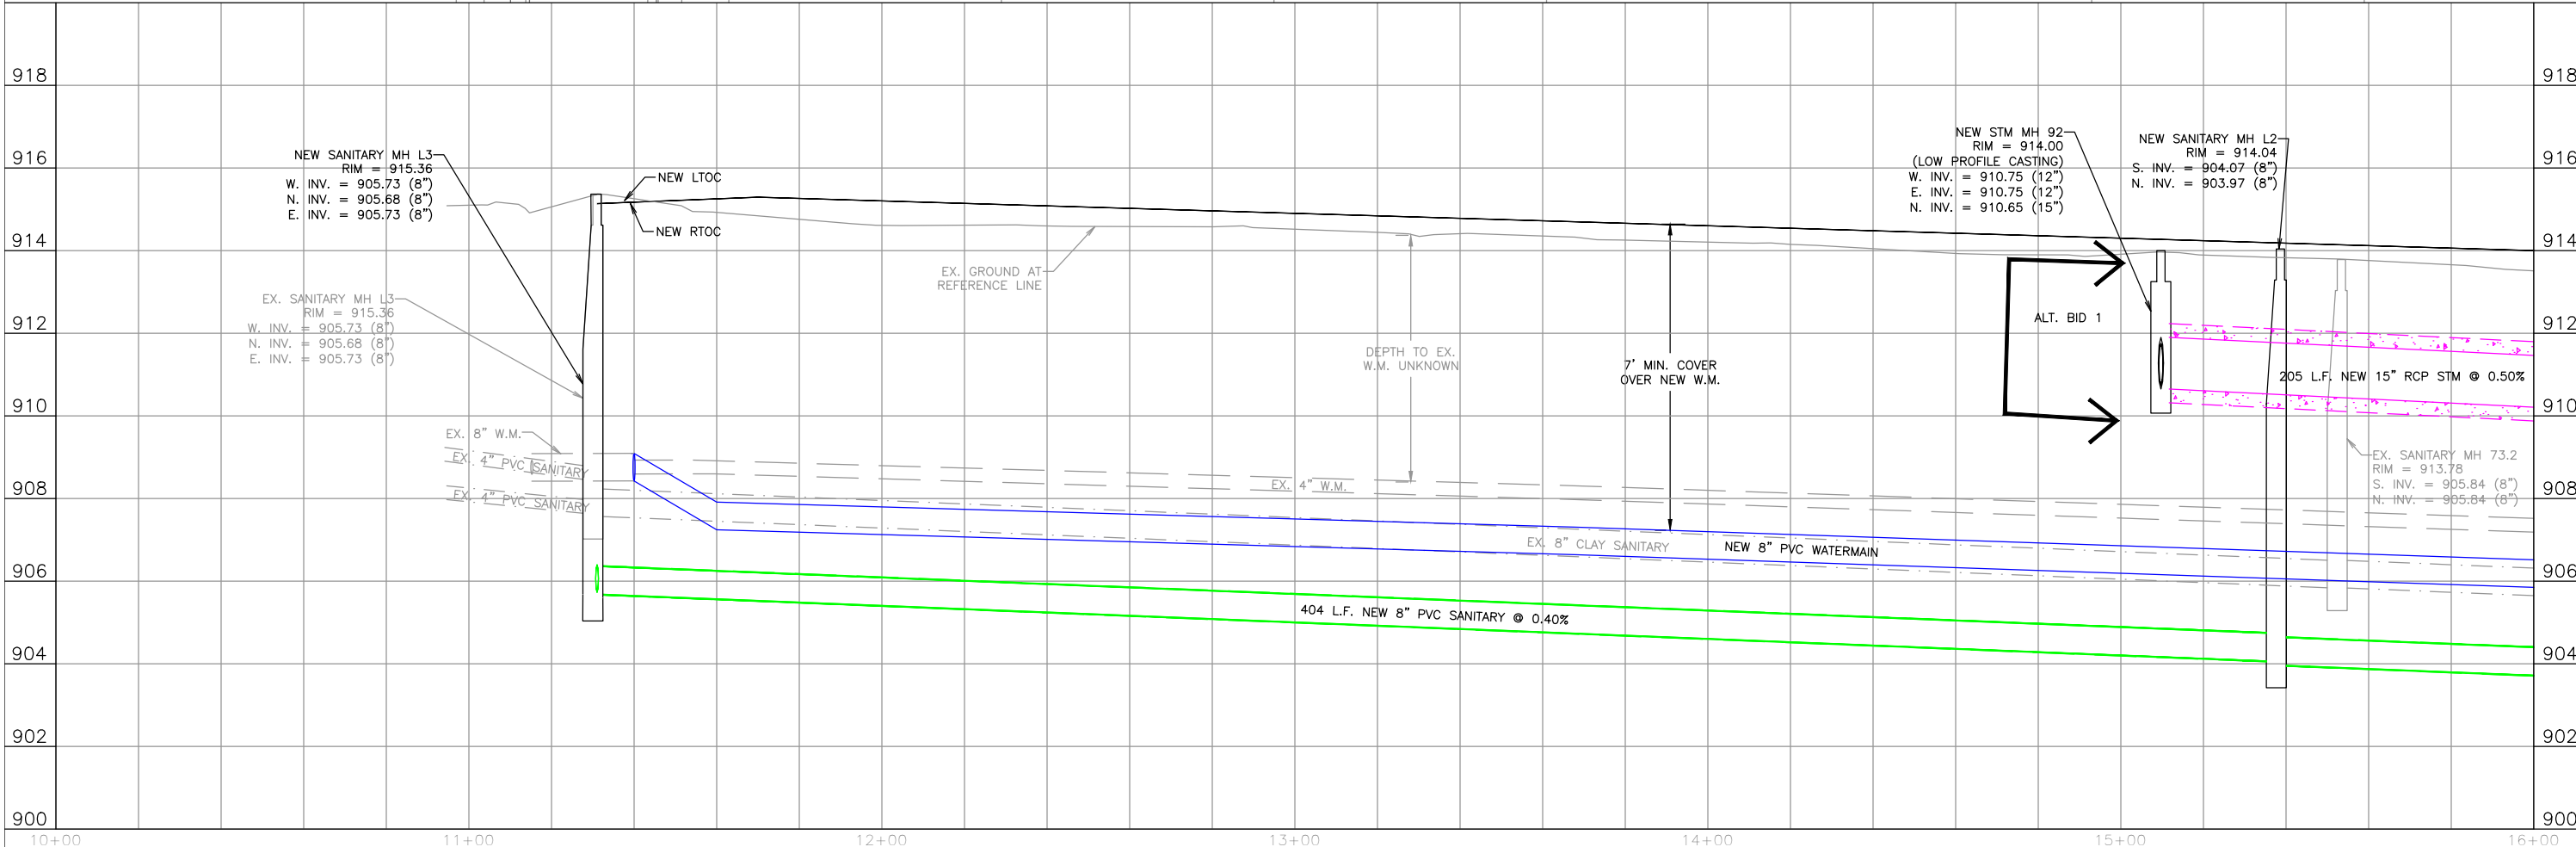 918
918
916
916
914
914
912
912
910
910
908
908
906
906
904
904
902
902
900
900
10+00
11+00
12+00
13+00
14+00
15+00
16+00
NEW SANITARY MH L3
RIM = 915.36
W. INV. = 905.73 (8")
N. INV. = 905.68 (8")
E. INV. = 905.73 (8")
EX. SANITARY MH L3
RIM = 915.36
W. INV. = 905.73 (8")
N. INV. = 905.68 (8")
E. INV. = 905.73 (8")
NEW LTOC
NEW RTOC
EX. 8" W.M.
EX. 4" PVC SANITARY
EX. 4" PVC SANITARY
EX. GROUND AT
REFERENCE LINE
EX. 4" W.M.
DEPTH TO EX.
W.M. UNKNOWN
7' MIN. COVER
OVER NEW W.M.
EX. 8" CLAY SANITARY
NEW 8" PVC WATERMAIN
404 L.F. NEW 8" PVC SANITARY @ 0.40%
NEW STM MH 92
RIM = 914.00
(LOW PROFILE CASTING)
W. INV. = 910.75 (12")
E. INV. = 910.75 (12")
N. INV. = 910.65 (15")
NEW SANITARY MH L2
RIM = 914.04
S. INV. = 904.07 (8")
N. INV. = 903.97 (8")
ALT. BID 1
205 L.F. NEW 15" RCP STM @ 0.50%
EX. SANITARY MH 73.2
RIM = 913.78
S. INV. = 905.84 (8")
N. INV. = 905.84 (8")